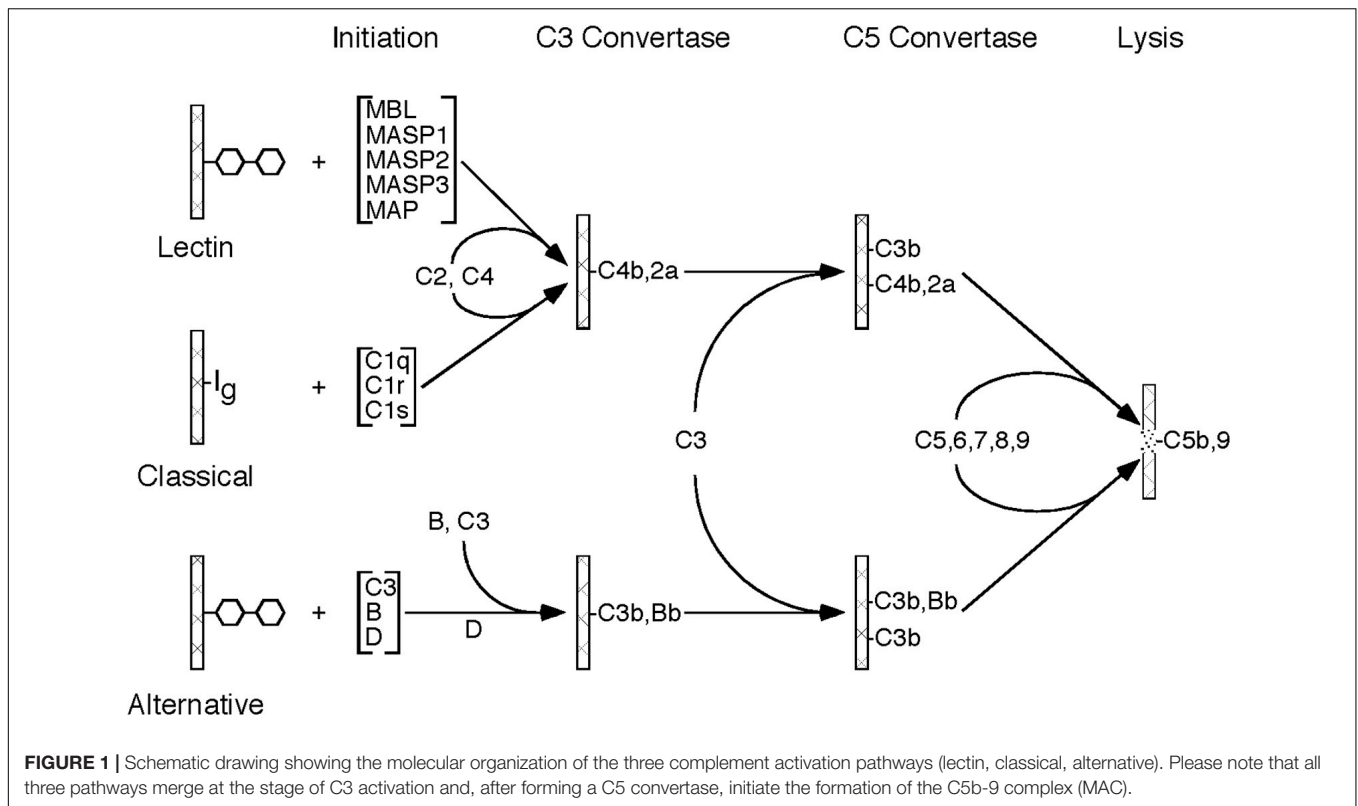 Initiation
C3 Convertase
C5 Convertase
Lysis
MBL
MASP1
MASP2
MASP3
MAP
+
Lectin
C2, C4
C4b,2a
C3b
C4b,2a
Ig
+
C1q
C1r
C1s
Classical
C3
C5,6,7,8,9
C5b,9
B, C3
+
C3
B
D
D
C3b,Bb
C3b,Bb
C3b
Alternative
FIGURE 1 | Schematic drawing showing the molecular organization of the three complement activation pathways (lectin, classical, alternative). Please note that all
three pathways merge at the stage of C3 activation and, after forming a C5 convertase, initiate the formation of the C5b-9 complex (MAC).